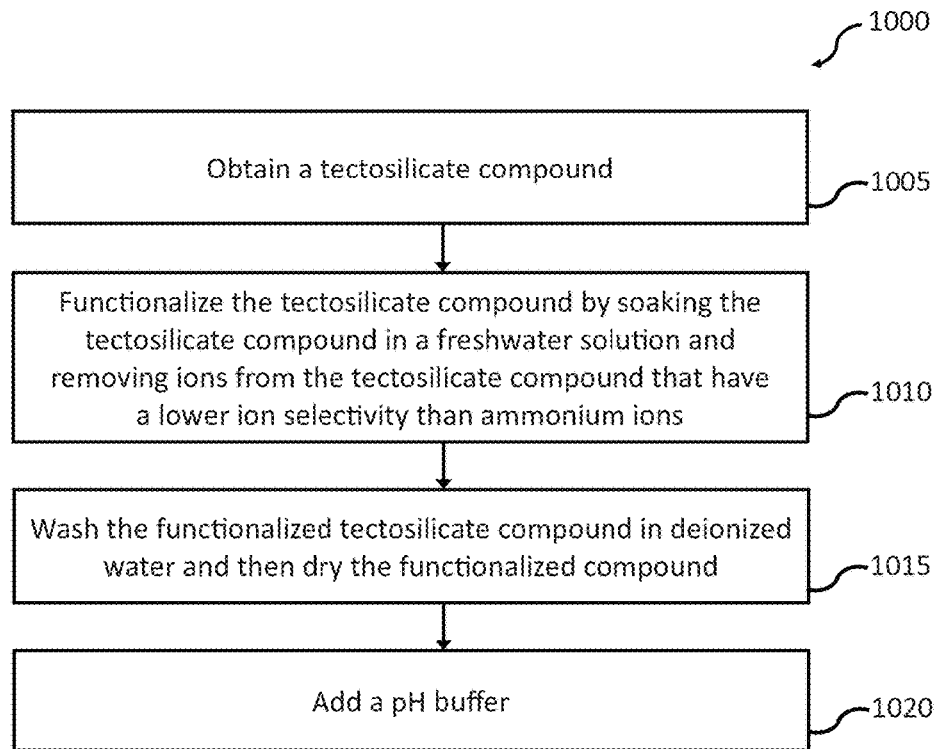 1000
Obtain a tectosilicate compound
1005
Functionalize the tectosilicate compound by soaking the
tectosilicate compound in a freshwater solution and
removing ions from the tectosilicate compound that have
a lower ion selectivity than ammonium ions
1010
Wash the functionalized tectosilicate compound in deionized
water and then dry the functionalized compound
1015
Add a pH buffer
1020